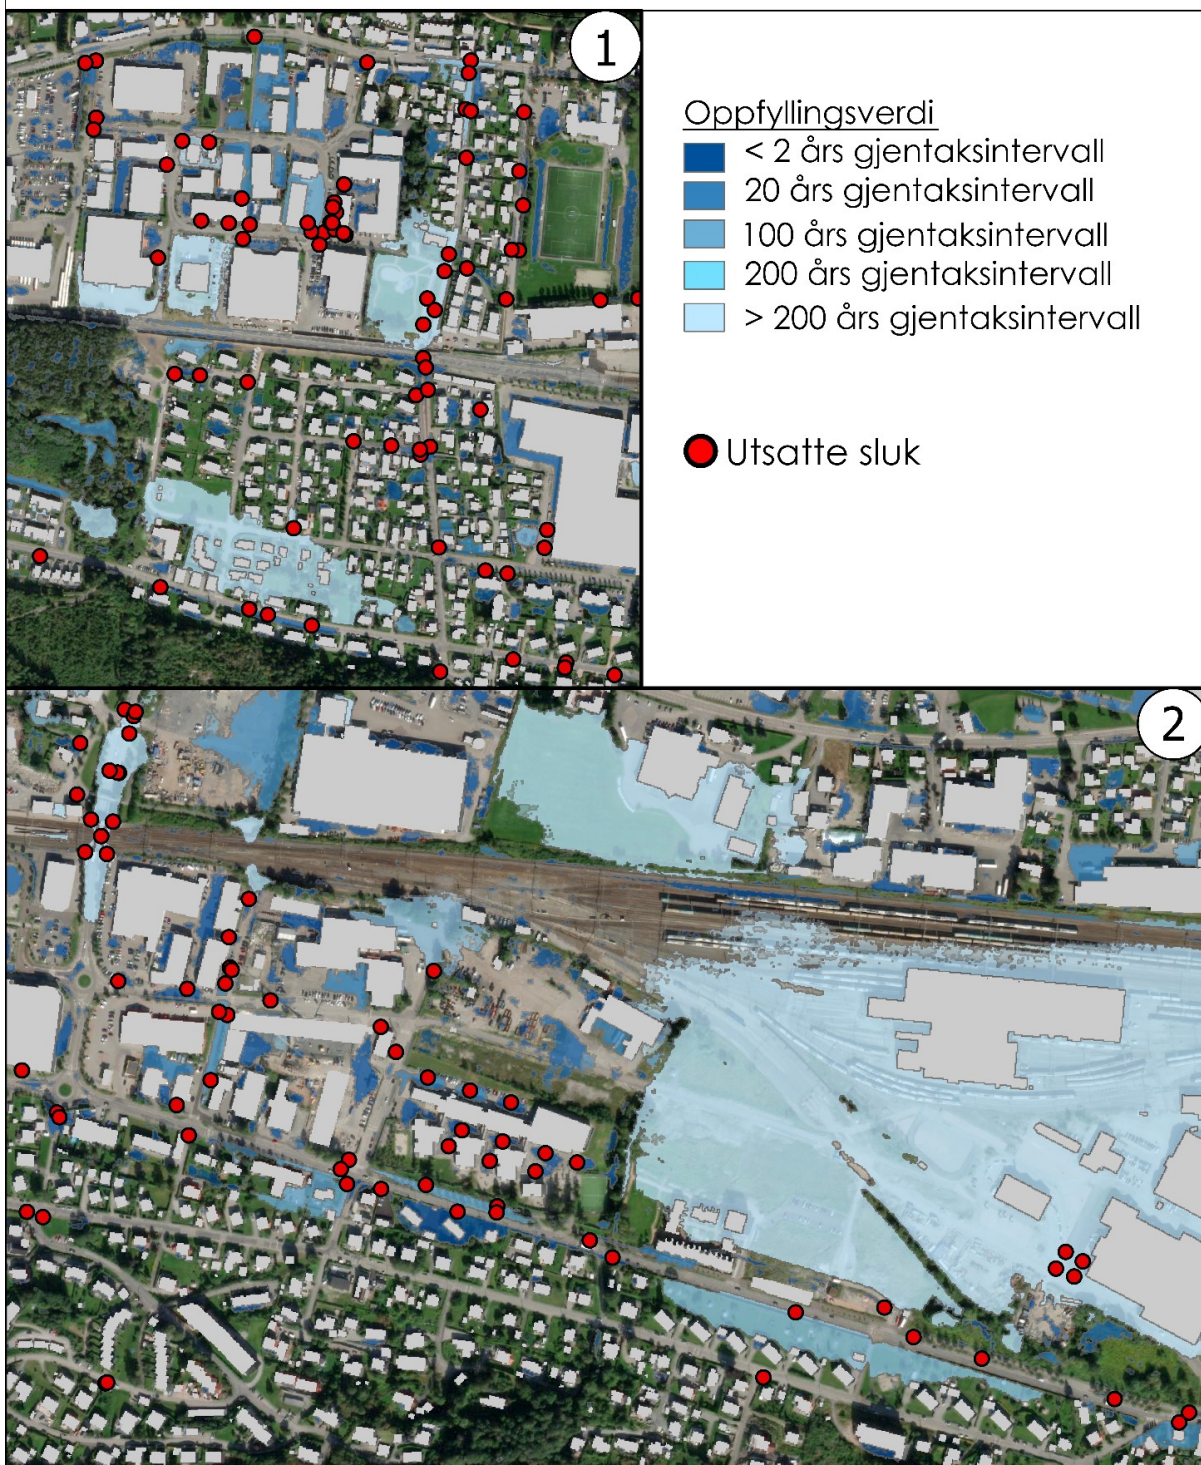 1
Oppfyllingsverdi
< 2 års gjentaksintervall
20 års gjentaksintervall
100 års gjentaksintervall
200 års gjentaksintervall
> 200 års gjentaksintervall
Utsatte sluk
2